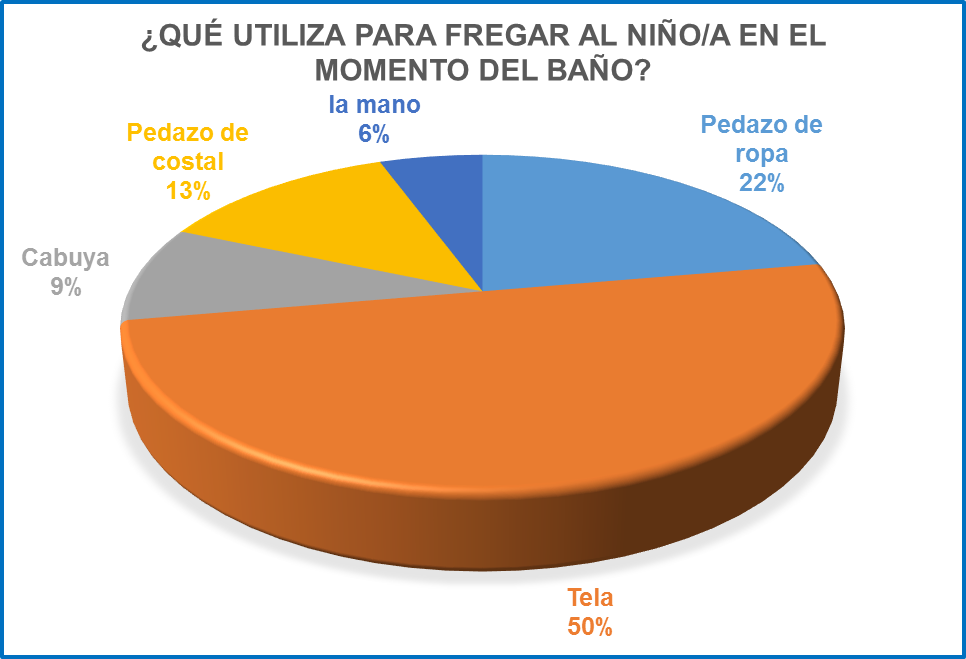 ¿QUÉ UTILIZA PARA FREGAR AL NIÑO/A EN EL
MOMENTO DEL BAÑO?
la mano
6%
Pedazo de
ropa
22%
Pedazo de
costal
13%
Cabuya
9%
Tela
50%